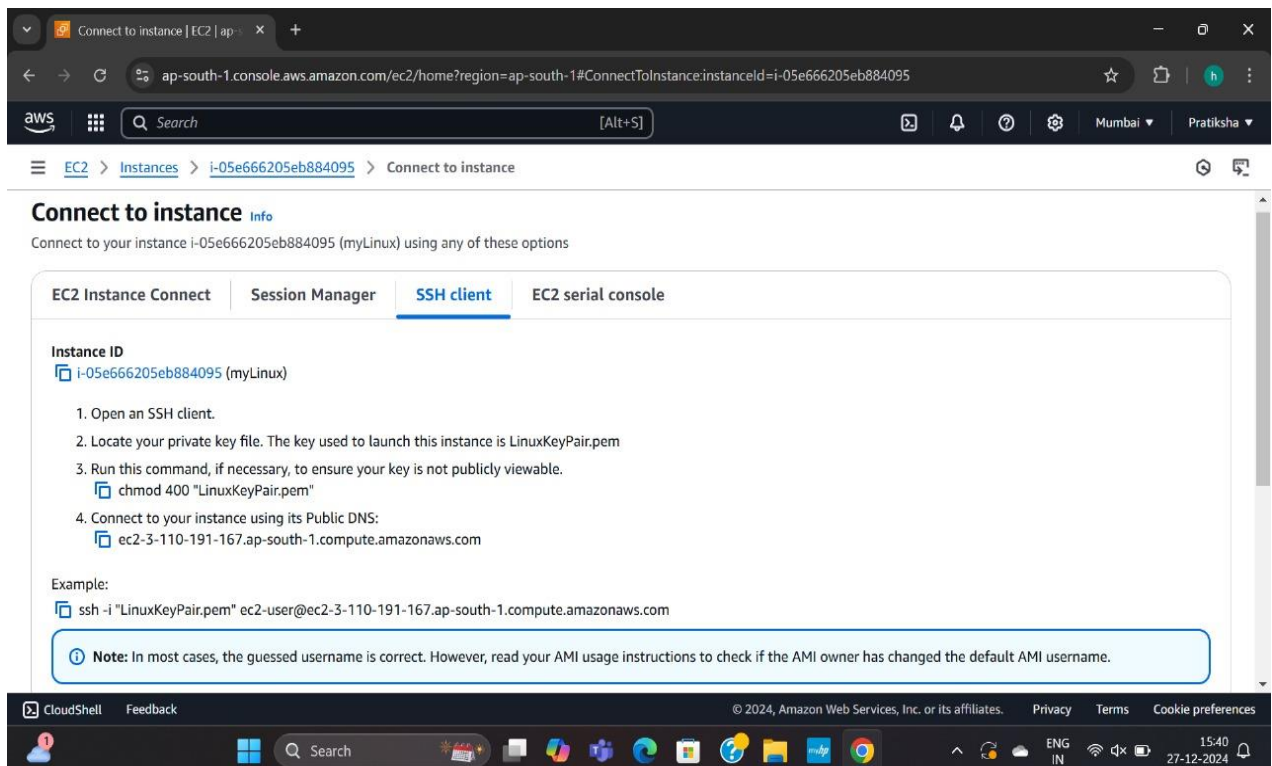 Connect to instance | EC2 | ap-s
ap-south-1.console.aws.amazon.com/ec2/home?region=ap-south-1#ConnectToInstance:instanceId=i-05e666205eb884095
h
aws Search [Alt+S] Mumbai Pratiksha
EC2 > Instances > i-05e666205eb884095 > Connect to instance
Connect to instance Info
Connect to your instance i-05e666205eb884095 (myLinux) using any of these options
EC2 Instance Connect Session Manager SSH client EC2 serial console
Instance ID
i-05e666205eb884095 (myLinux)
1. Open an SSH client.
2. Locate your private key file. The key used to launch this instance is LinuxKeyPair.pem
3. Run this command, if necessary, to ensure your key is not publicly viewable.
chmod 400 "LinuxKeyPair.pem"
4. Connect to your instance using its Public DNS:
ec2-3-110-191-167.ap-south-1.compute.amazonaws.com
Example:
ssh -i "LinuxKeyPair.pem" ec2-user@ec2-3-110-191-167.ap-south-1.compute.amazonaws.com
Note: In most cases, the guessed username is correct. However, read your AMI usage instructions to check if the AMI owner has changed the default AMI username.
CloudShell Feedback © 2024, Amazon Web Services, Inc. or its affiliates. Privacy Terms Cookie preferences
1 Search myhp ENG 15:40
IN 27-12-2024